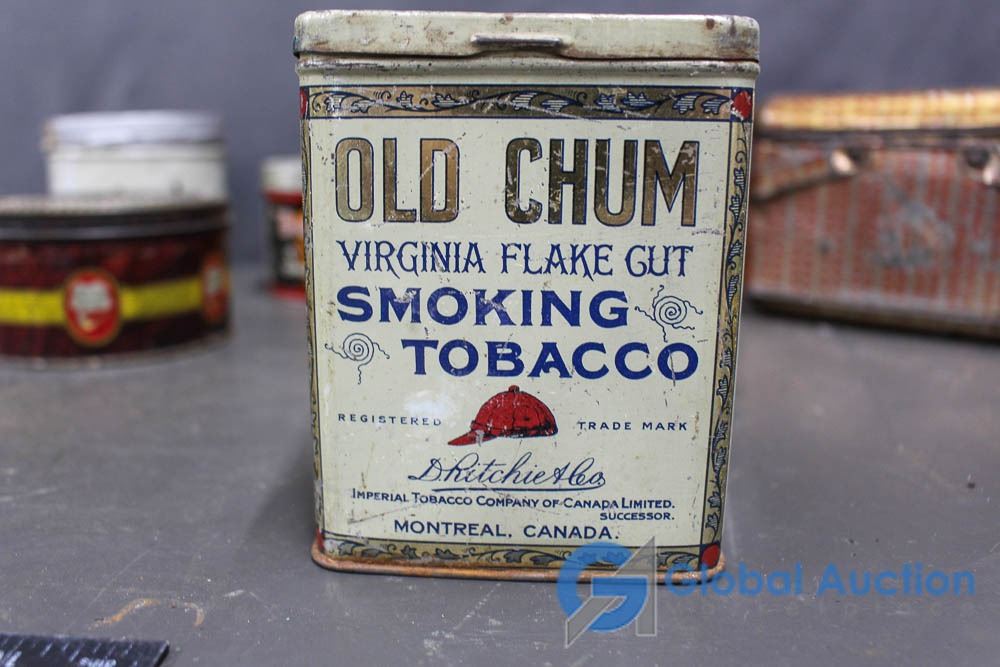 OLD CHUM
VIRGINIA FLAKE CUT
SMOKING
TOBACCO
REGISTERED TRADE MARK
D. Ritchie & Co
IMPERIAL TOBACCO COMPANY OF CANADA LIMITED.
SUCCESSOR.
MONTREAL, CANADA.
GA Global Auction